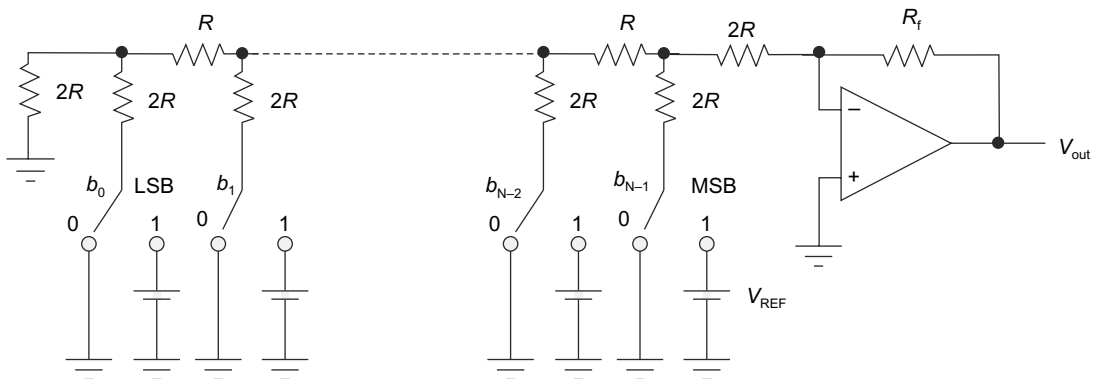 R
R
2R
R_f
2R
2R
2R
2R
2R
−
+
V_out
b_0
LSB
b_1
b_N–2
b_N–1
MSB
0
1
0
1
0
1
0
1
V_REF